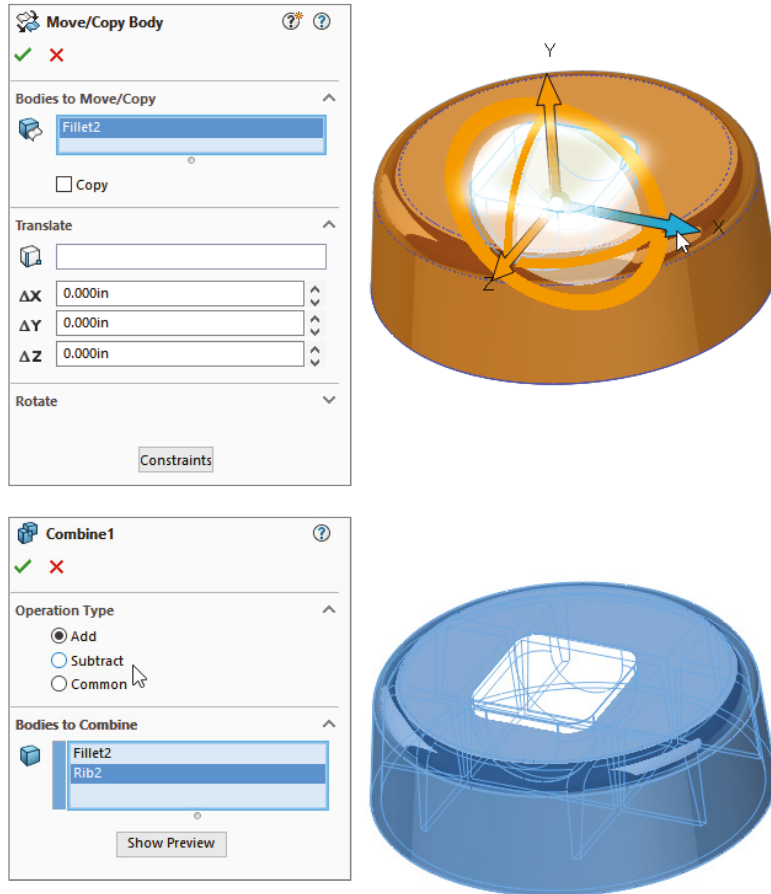 Move/Copy Body
Bodies to Move/Copy
Fillet2
Copy
Translate
ΔX 0.000in
ΔY 0.000in
ΔZ 0.000in
Rotate
Constraints
Y
X
Z
Combine1
Operation Type
Add
Subtract
Common
Bodies to Combine
Fillet2
Rib2
Show Preview